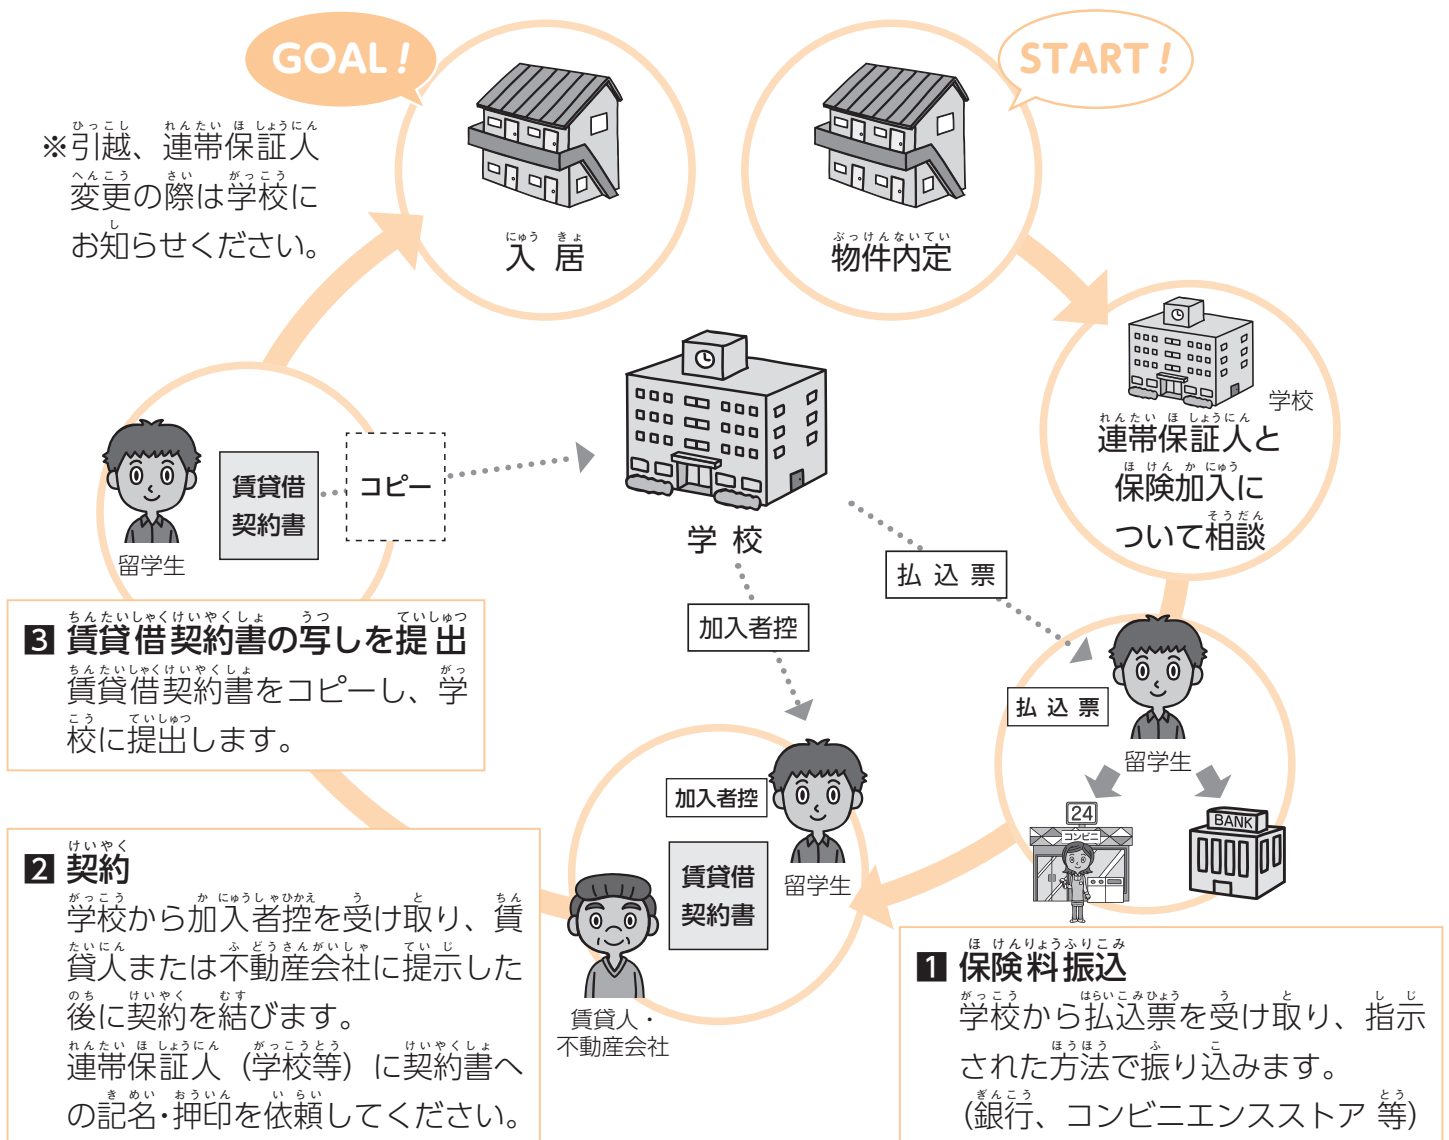 GOAL!
START!
※引越、連帯保証人
変更の際は学校に
お知らせください。
入居
物件内定
学校
連帯保証人と
保険加入に
ついて相談
留学生
賃貸借
契約書
コピー
学校
払込票
加入者控
払込票
留学生
24
コンビニ
BANK
加入者控
賃貸借
契約書
留学生
賃貸人・
不動産会社
1 保険料振込
学校から払込票を受け取り、指示
された方法で振り込みます。
(銀行、コンビニエンスストア 等)
2 契約
学校から加入者控を受け取り、賃
貸人または不動産会社に提示した
後に契約を結びます。
連帯保証人（学校等）に契約書へ
の記名・押印を依頼してください。
3 賃貸借契約書の写しを提出
賃貸借契約書をコピーし、学
校に提出します。